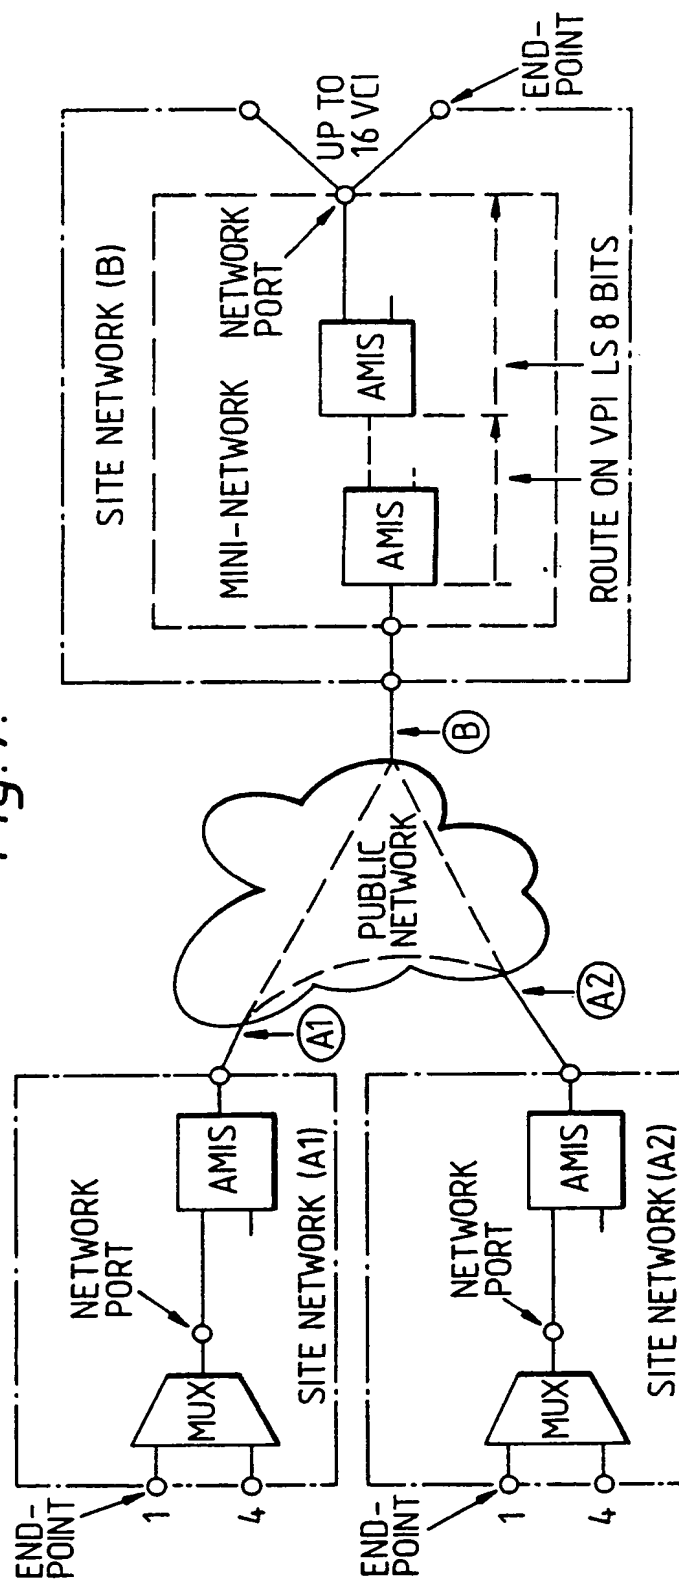 Fig. 7.
END-
POINT
1
4
MUX
NETWORK
PORT
AMIS
SITE NETWORK (A1)
A1
END-
POINT
1
4
MUX
NETWORK
PORT
AMIS
SITE NETWORK (A2)
A2
PUBLIC
NETWORK
B
SITE NETWORK (B)
MINI-NETWORK
NETWORK
PORT
AMIS
AMIS
UP TO
16 VCI
END-
POINT
ROUTE ON VPI LS 8 BITS